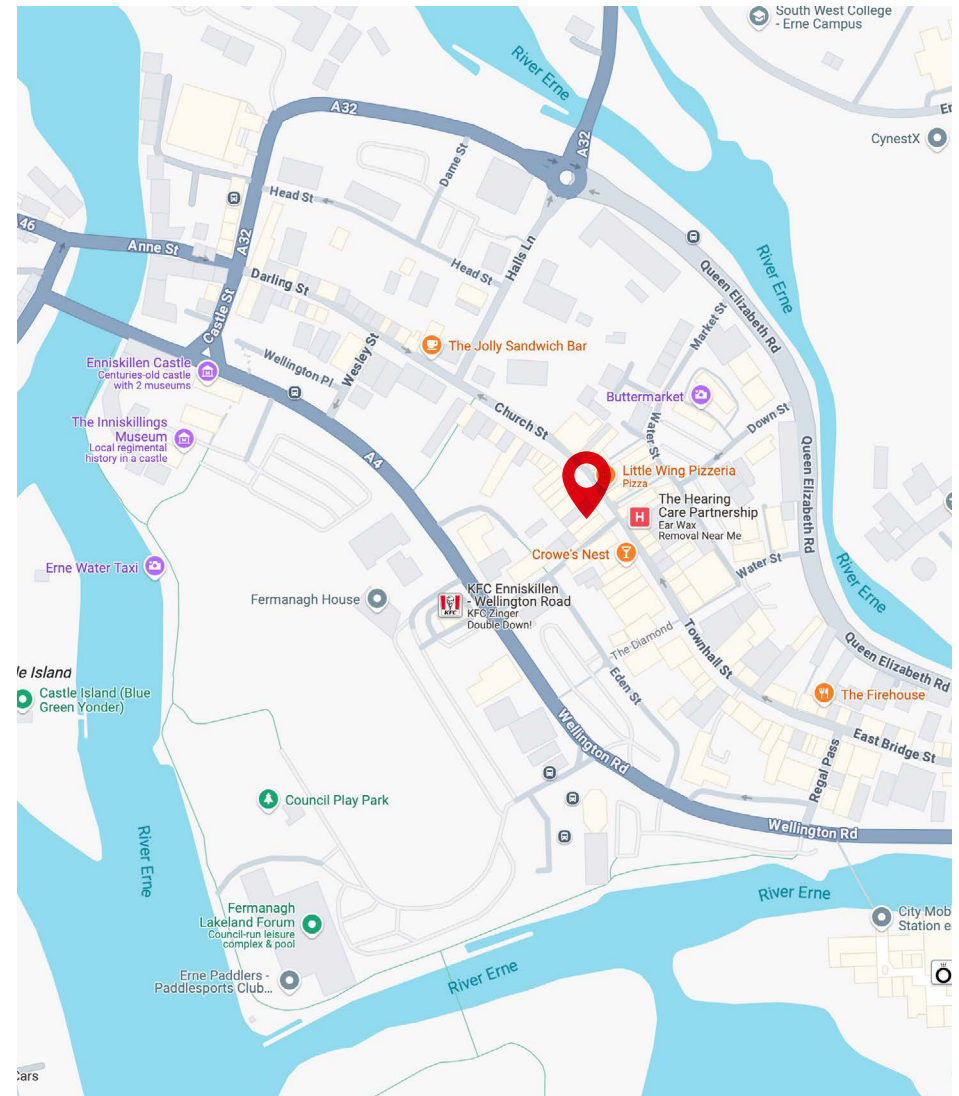 South West College
- Erne Campus
River Erne
A32
A32
CynestX
Dame St
Head St
46
Anne St
A32
Darling St
Head St
Halls Ln
River Erne
Queen Elizabeth Rd
Castle St
Market St
The Jolly Sandwich Bar
Wesley St
Wellington Pl
Enniskillen Castle
Centuries-old castle
with 2 museums
Buttermarket
Church St
Water St
Down St
The Inniskillings
Museum
Local regimental
history in a castle
A4
Queen Elizabeth Rd
Little Wing Pizzeria
Pizza
H
The Hearing
Care Partnership
Ear Wax
Removal Near Me
Crowe's Nest
Water St
Erne Water Taxi
River Erne
Fermanagh House
KFC
KFC Enniskillen
- Wellington Road
KFC Zinger
Double Down!
The Diamond
Townhall St
Queen Elizabeth Rd
le Island
Castle Island (Blue
Green Yonder)
Eden St
The Firehouse
Wellington Rd
East Bridge St
Regal Pass
Council Play Park
Wellington Rd
River Erne
River Erne
Fermanagh
Lakeland Forum
Council-run leisure
complex & pool
City Mob
Station e
Erne Paddlers -
Paddlesports Club...
River Erne
Cars